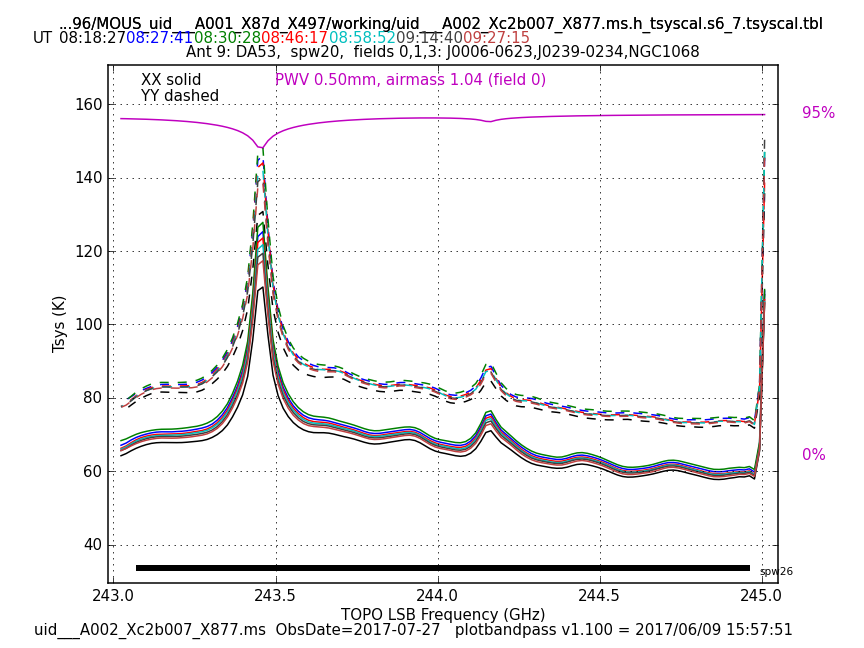 ...96/MOUS_uid___A001_X87d_X497/working/uid___A002_Xc2b007_X877.ms.h_tsyscal.s6_7.tsyscal.tbl
UT 08:18:27 08:27:41 08:30:28 08:46:17 08:58:52 09:14:40 09:27:15
Ant 9: DA53,  spw20,  fields 0,1,3: J0006-0623,J0239-0234,NGC1068
XX solid
PWV 0.50mm, airmass 1.04 (field 0)
YY dashed
160
95%
140
120
Tsys (K)
100
80
60
0%
40
spw26
243.0 243.5 244.0 244.5 245.0
TOPO LSB Frequency (GHz)
uid___A002_Xc2b007_X877.ms  ObsDate=2017-07-27   plotbandpass v1.100 = 2017/06/09 15:57:51